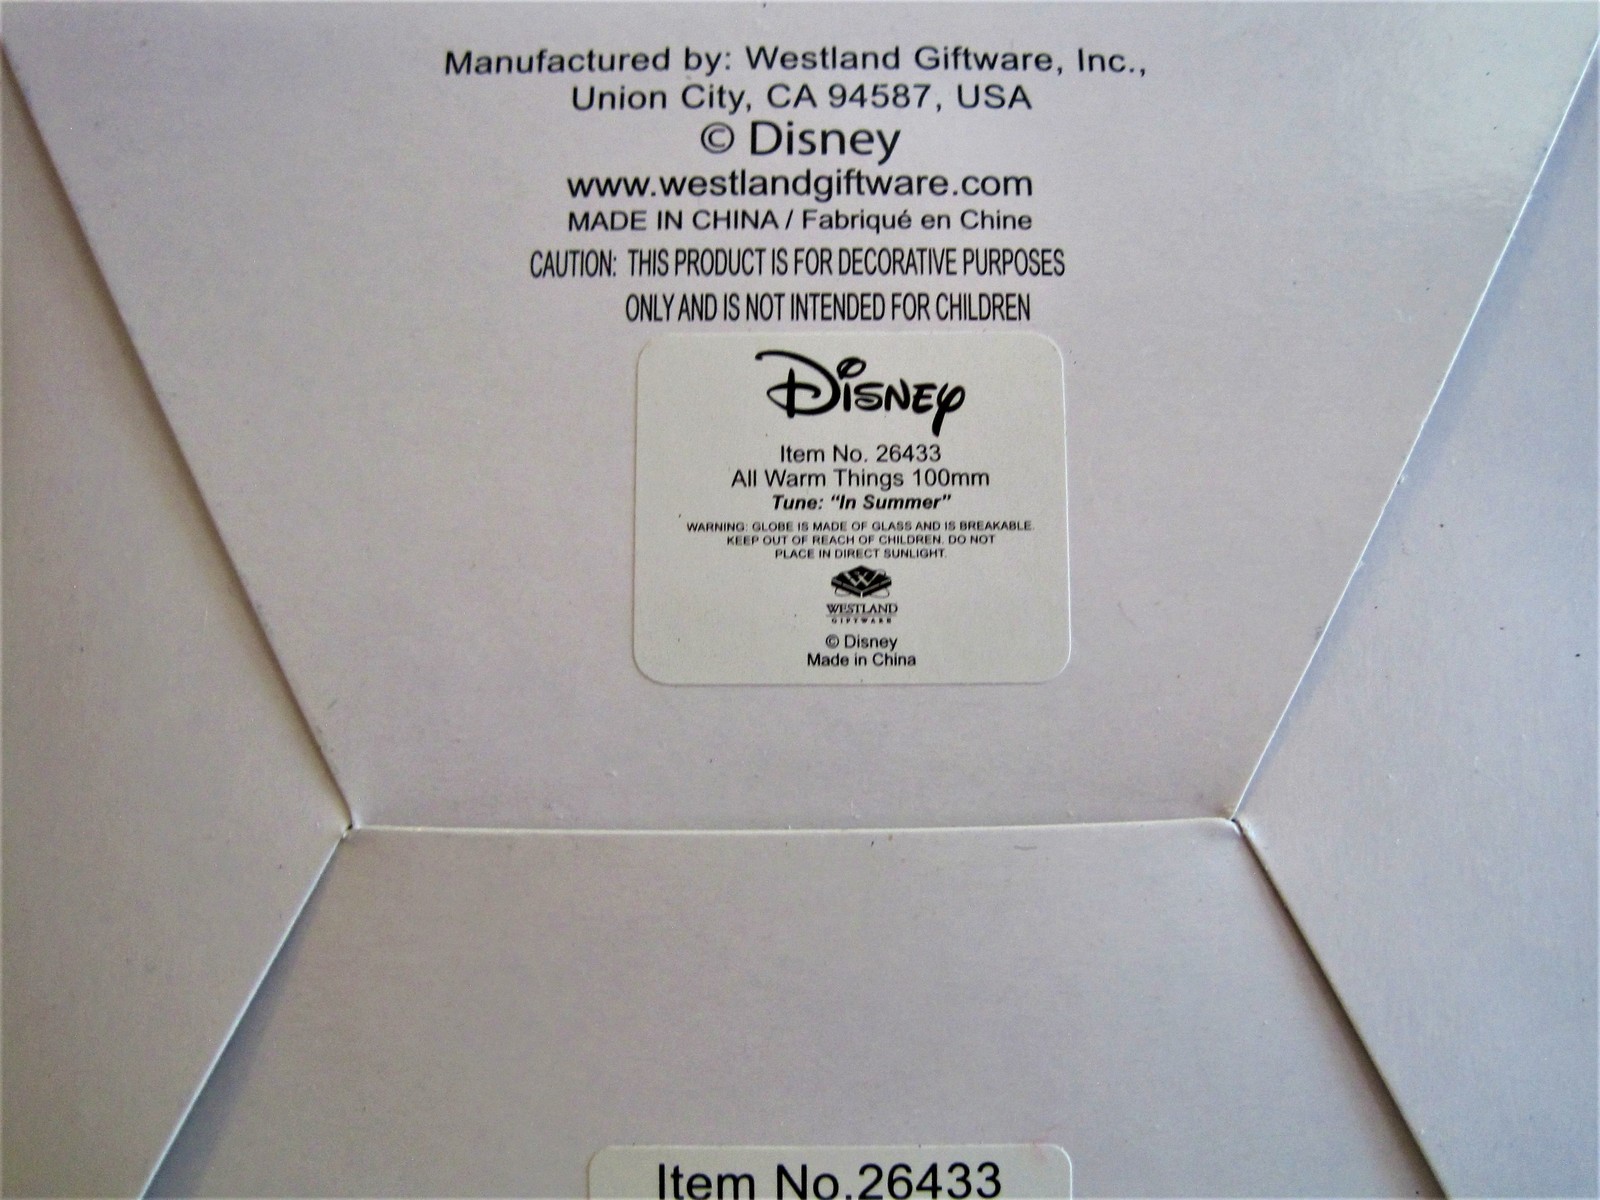 Manufactured by: Westland Giftware, Inc.,
Union City, CA 94587, USA
© Disney
www.westlandgiftware.com
MADE IN CHINA / Fabriqué en Chine
CAUTION: THIS PRODUCT IS FOR DECORATIVE PURPOSES
ONLY AND IS NOT INTENDED FOR CHILDREN
Disney
Item No. 26433
All Warm Things 100mm
Tune: “In Summer”
WARNING: GLOBE IS MADE OF GLASS AND IS BREAKABLE.
KEEP OUT OF REACH OF CHILDREN. DO NOT
PLACE IN DIRECT SUNLIGHT.
W
WESTLAND
GIFTWARE
© Disney
Made in China
Item No.26433